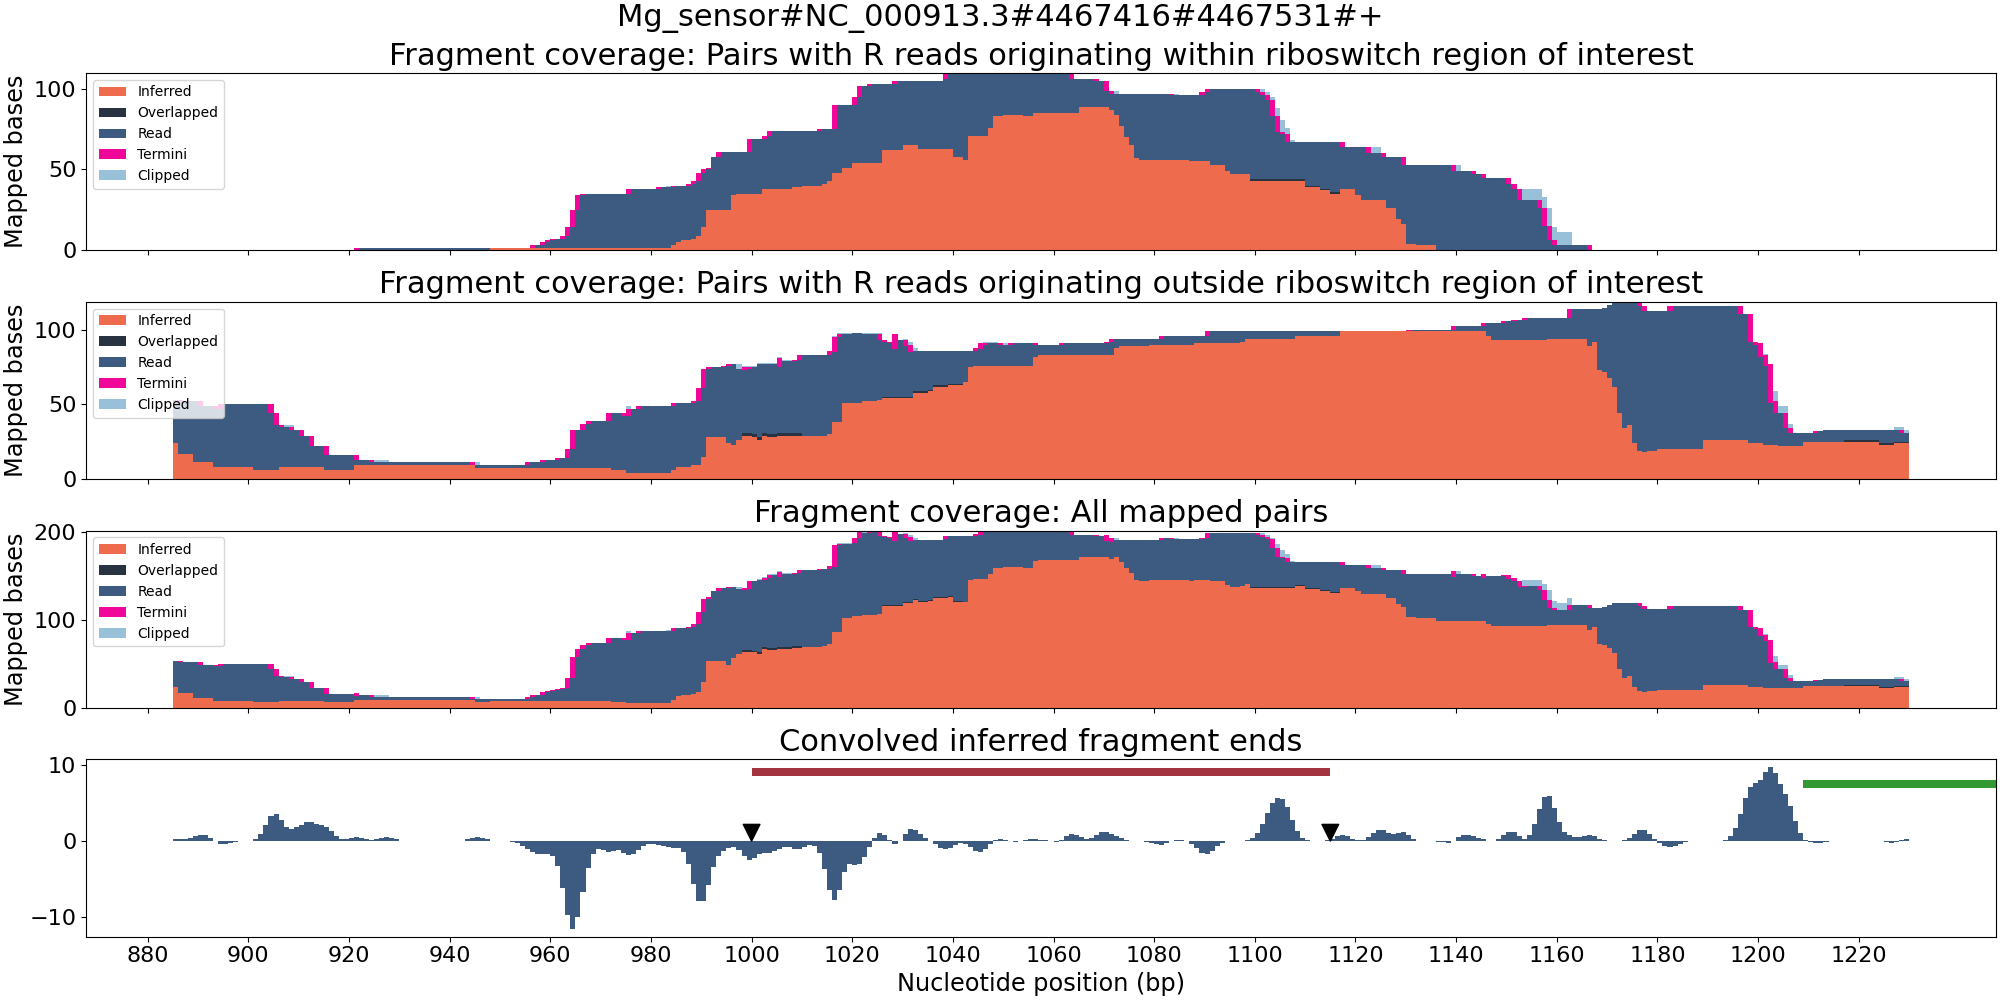 Mg_sensor#NC_000913.3#4467416#4467531#+
Fragment coverage: Pairs with R reads originating within riboswitch region of interest
Mapped bases
100
50
0
Inferred
Overlapped
Read
Termini
Clipped
Fragment coverage: Pairs with R reads originating outside riboswitch region of interest
Mapped bases
100
50
0
Inferred
Overlapped
Read
Termini
Clipped
Fragment coverage: All mapped pairs
Mapped bases
200
100
0
Inferred
Overlapped
Read
Termini
Clipped
Convolved inferred fragment ends
10
0
−10
880 900 920 940 960 980 1000 1020 1040 1060 1080 1100 1120 1140 1160 1180 1200 1220
Nucleotide position (bp)